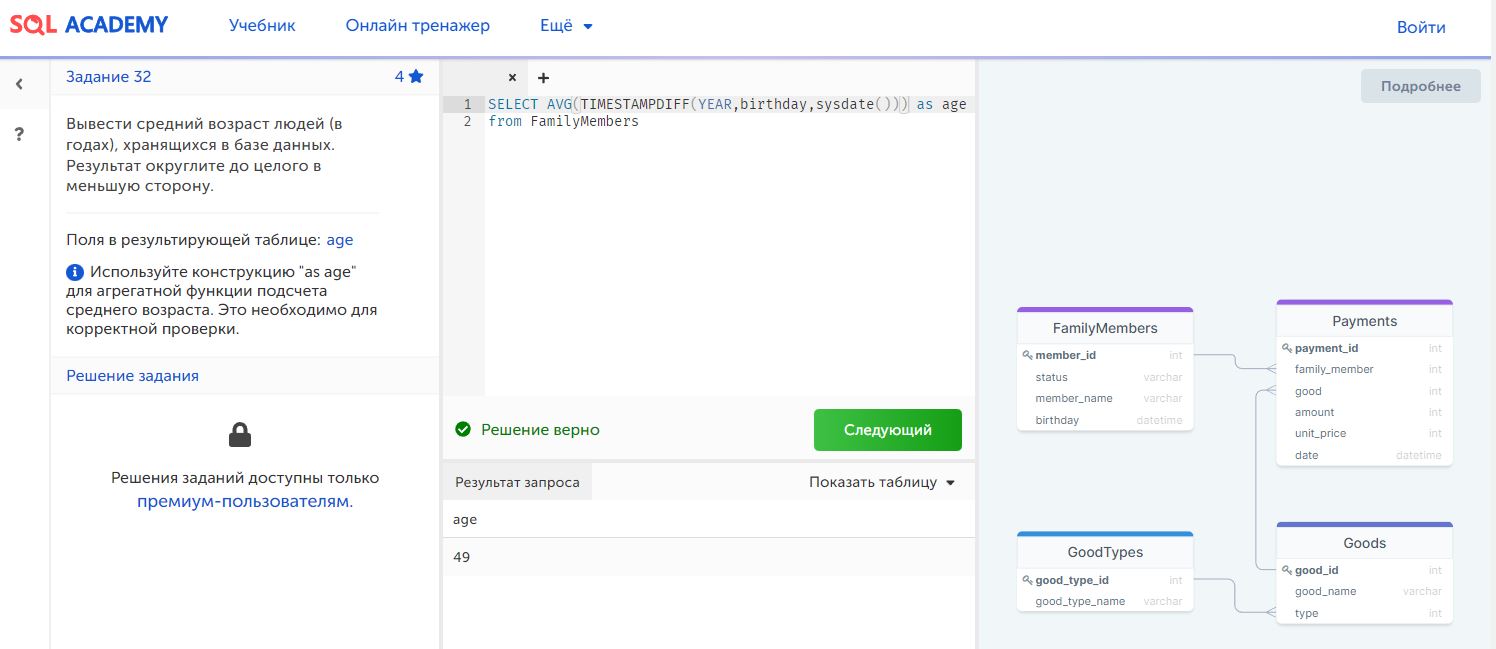 SQL ACADEMY
Учебник
Онлайн тренажер
Ещё
Войти
Задание 32
4
Вывести средний возраст людей (в
годах), хранящихся в базе данных.
Результат округлите до целого в
меньшую сторону.
Поля в результирующей таблице: age
Используйте конструкцию "as age"
для агрегатной функции подсчета
среднего возраста. Это необходимо для
корректной проверки.
Решение задания
Решения заданий доступны только
премиум-пользователям.
1 SELECT AVG(TIMESTAMPDIFF(YEAR,birthday,sysdate())) as age
2 from FamilyMembers
Решение верно
Следующий
Результат запроса
Показать таблицу
age
49
Подробнее
FamilyMembers
member_id int
status varchar
member_name varchar
birthday datetime
Payments
payment_id int
family_member int
good int
amount int
unit_price int
date datetime
GoodTypes
good_type_id int
good_type_name varchar
Goods
good_id int
good_name varchar
type int